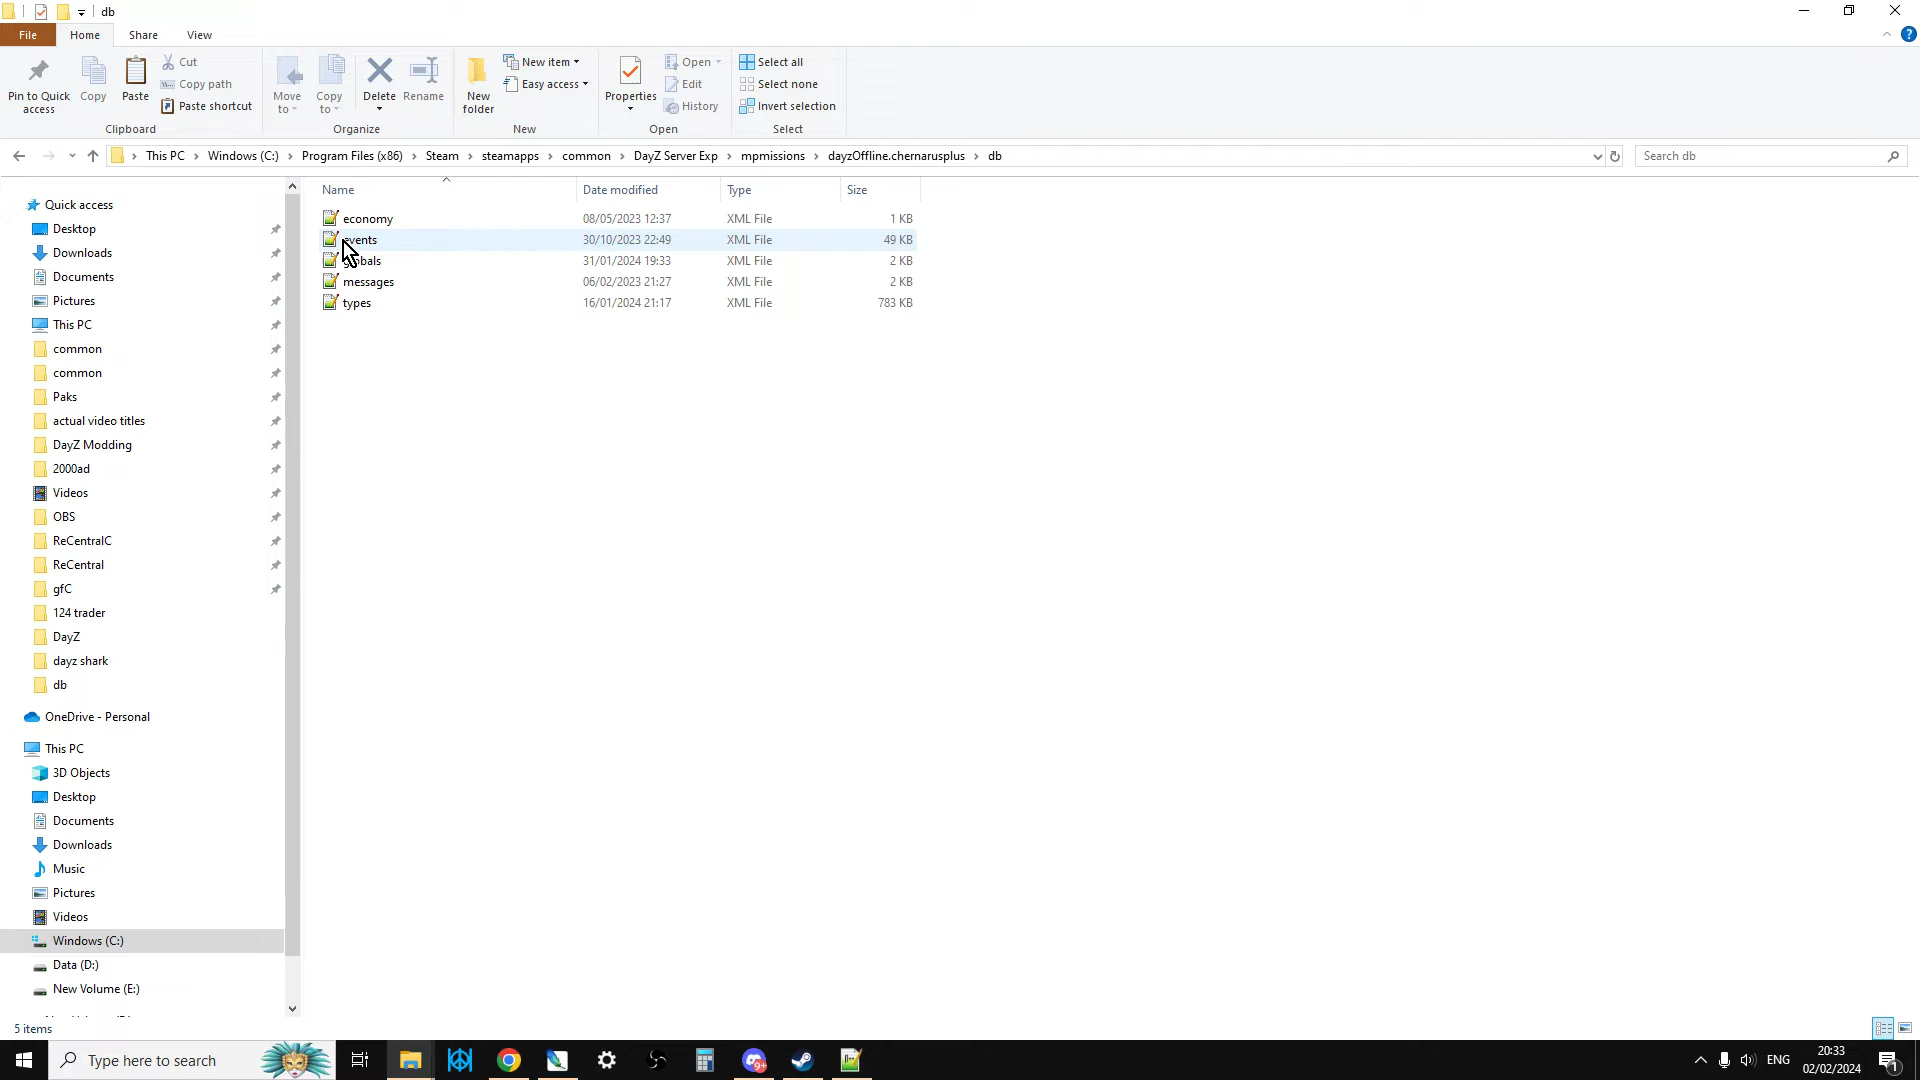 db
File Home Share View
Pin to Quick access
Copy
Paste
Cut
Copy path
Paste shortcut
Move to
Copy to
Delete
Rename
New folder
New item
Easy access
Properties
Open
Edit
History
Select all
Select none
Invert selection
Clipboard Organize New Open Select
This PC Windows (C:) Program Files (x86) Steam steamapps common DayZ Server Exp mpmissions dayzOffline.chernarusplus db
Search db
Name Date modified Type Size
economy 08/05/2023 12:37 XML File 1 KB
events 30/10/2023 22:49 XML File 49 KB
globals 31/01/2024 19:33 XML File 2 KB
messages 06/02/2023 21:27 XML File 2 KB
types 16/01/2024 21:17 XML File 783 KB
Quick access
Desktop
Downloads
Documents
Pictures
This PC
common
common
Paks
actual video titles
DayZ Modding
2000ad
Videos
OBS
ReCentralC
ReCentral
gfC
124 trader
DayZ
dayz shark
db
OneDrive - Personal
This PC
3D Objects
Desktop
Documents
Downloads
Music
Pictures
Videos
Windows (C:)
Data (D:)
New Volume (E:)
5 items
Type here to search
9+
ENG
20:33
02/02/2024
1